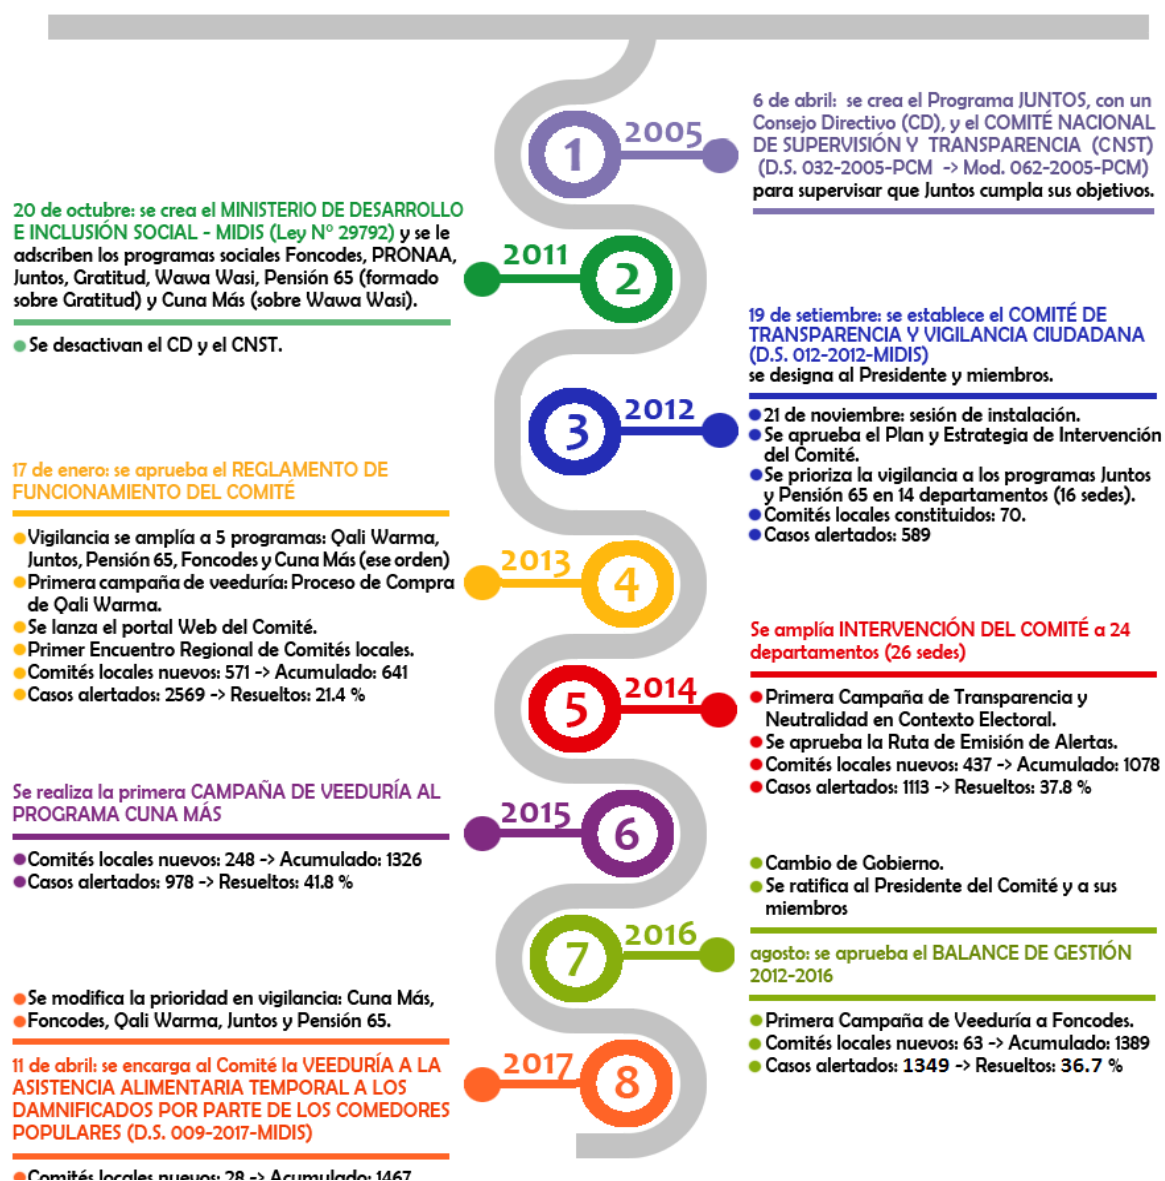 1
2005
6 de abril: se crea el Programa JUNTOS, con un
Consejo Directivo (CD), y el COMITÉ NACIONAL
DE SUPERVISIÓN Y TRANSPARENCIA (CNST)
(D.S. 032-2005-PCM -> Mod. 062-2005-PCM)
para supervisar que Juntos cumpla sus objetivos.
20 de octubre: se crea el MINISTERIO DE DESARROLLO
E INCLUSIÓN SOCIAL - MIDIS (Ley Nº 29792) y se le
adscriben los programas sociales Foncodes, PRONAA,
Juntos, Gratitud, Wawa Wasi, Pensión 65 (formado
sobre Gratitud) y Cuna Más (sobre Wawa Wasi).
Se desactivan el CD y el CNST.
2011
2
3
2012
19 de setiembre: se establece el COMITÉ DE
TRANSPARENCIA Y VIGILANCIA CIUDADANA
(D.S. 012-2012-MIDIS)
se designa al Presidente y miembros.
21 de noviembre: sesión de instalación.
Se aprueba el Plan y Estrategia de Intervención
del Comité.
Se prioriza la vigilancia a los programas Juntos
y Pensión 65 en 14 departamentos (16 sedes).
Comités locales constituidos: 70.
Casos alertados: 589
17 de enero: se aprueba el REGLAMENTO DE
FUNCIONAMIENTO DEL COMITÉ
Vigilancia se amplía a 5 programas: Qali Warma,
Juntos, Pensión 65, Foncodes y Cuna Más (ese orden)
Primera campaña de veeduría: Proceso de Compra
de Qali Warma.
Se lanza el portal Web del Comité.
Primer Encuentro Regional de Comités locales.
Comités locales nuevos: 571 -> Acumulado: 641
Casos alertados: 2569 -> Resueltos: 21.4 %
2013
4
5
2014
Se amplía INTERVENCIÓN DEL COMITÉ a 24
departamentos (26 sedes)
Primera Campaña de Transparencia y
Neutralidad en Contexto Electoral.
Se aprueba la Ruta de Emisión de Alertas.
Comités locales nuevos: 437 -> Acumulado: 1078
Casos alertados: 1113 -> Resueltos: 37.8 %
Se realiza la primera CAMPAÑA DE VEEDURÍA AL
PROGRAMA CUNA MÁS
Comités locales nuevos: 248 -> Acumulado: 1326
Casos alertados: 978 -> Resueltos: 41.8 %
2015
6
7
2016
Cambio de Gobierno.
Se ratifica al Presidente del Comité y a sus
miembros
agosto: se aprueba el BALANCE DE GESTIÓN
2012-2016
Primera Campaña de Veeduría a Foncodes.
Comités locales nuevos: 63 -> Acumulado: 1389
Casos alertados: 1349 -> Resueltos: 36.7 %
Se modifica la prioridad en vigilancia: Cuna Más,
Foncodes, Qali Warma, Juntos y Pensión 65.
11 de abril: se encarga al Comité la VEEDURÍA A LA
ASISTENCIA ALIMENTARIA TEMPORAL A LOS
DAMNIFICADOS POR PARTE DE LOS COMEDORES
POPULARES (D.S. 009-2017-MIDIS)
Comités locales nuevos: 28 -> Acumulado: 1467
2017
8